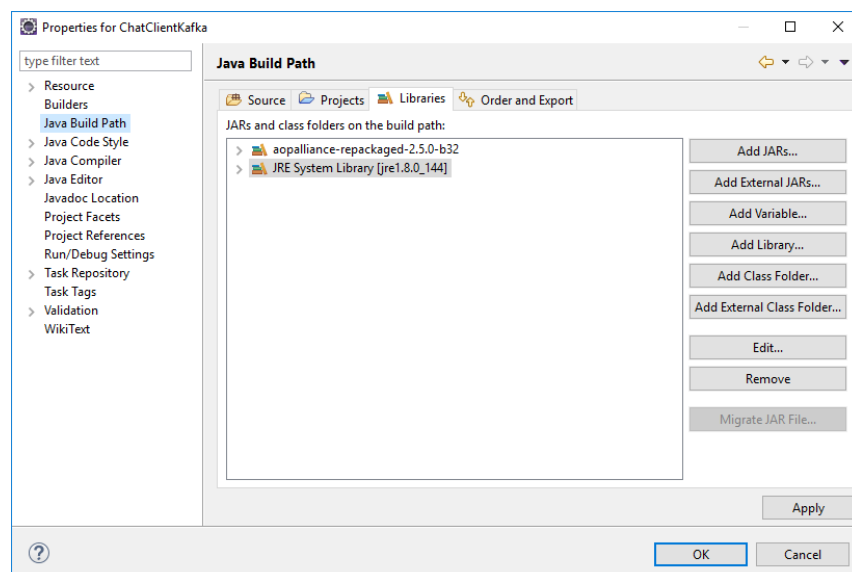 Properties for ChatClientKafka
type filter text
Resource
Builders
Java Build Path
Java Code Style
Java Compiler
Java Editor
Javadoc Location
Project Facets
Project References
Run/Debug Settings
Task Repository
Task Tags
Validation
WikiText
Java Build Path
Source Projects Libraries Order and Export
JARs and class folders on the build path:
aopalliance-repackaged-2.5.0-b32
JRE System Library [jre1.8.0_144]
Add JARs...
Add External JARs...
Add Variable...
Add Library...
Add Class Folder...
Add External Class Folder...
Edit...
Remove
Migrate JAR File...
Apply
?
OK Cancel